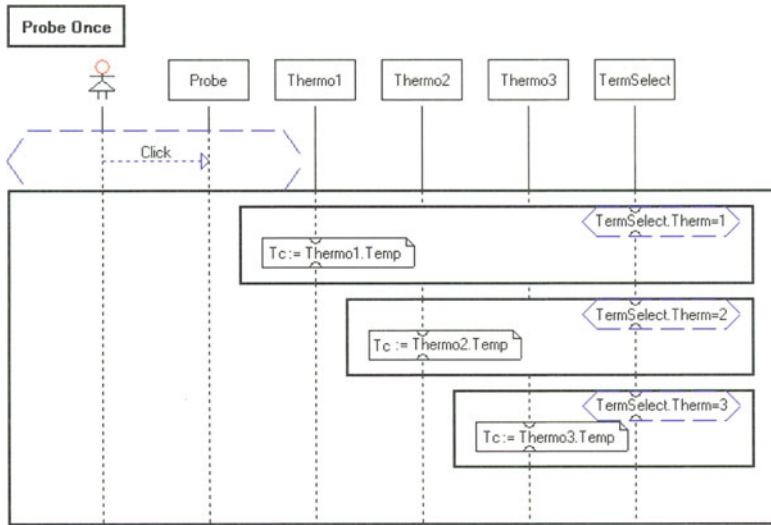 Probe Once
Probe
Thermo1
Thermo2
Thermo3
TermSelect
Click
TermSelect.Therm=1
Tc:= Thermo1.Temp
TermSelect.Therm=2
Tc := Thermo2.Temp
TermSelect.Therm=3
Tc:= Thermo3.Temp